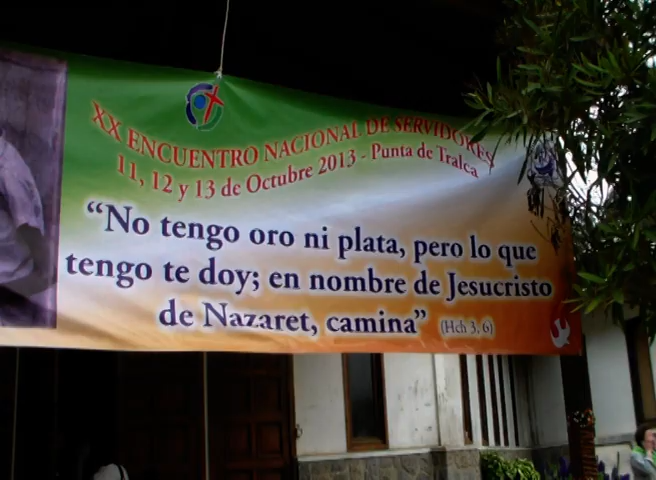 XX ENCUENTRO NACIONAL DE SERVIDORES
11, 12 y 13 de Octubre 2013 - Punta de Tralca
“No tengo oro ni plata, pero lo que
tengo te doy; en nombre de Jesucristo
de Nazaret, camina” (Hch 3, 6)